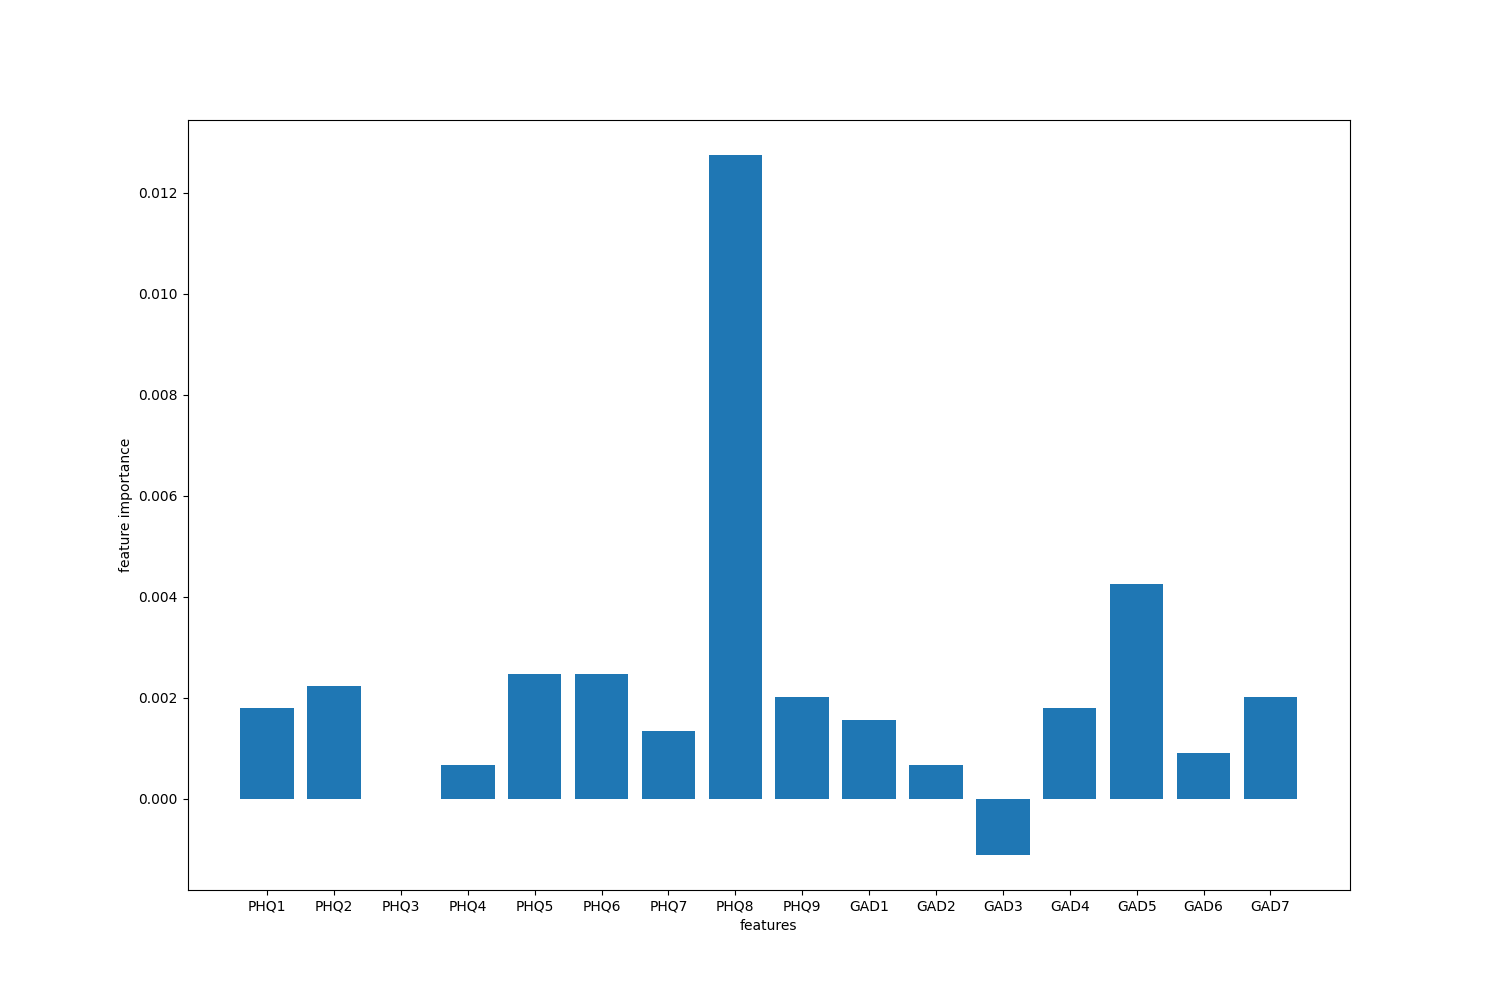 0.012
0.010
0.008
0.006
0.004
0.002
0.000
feature importance
PHQ1 PHQ2 PHQ3 PHQ4 PHQ5 PHQ6 PHQ7 PHQ8 PHQ9 GAD1 GAD2 GAD3 GAD4 GAD5 GAD6 GAD7
features